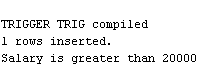 TRIGGER TRIG compiled
1 rows inserted.
Salary is greater than 20000